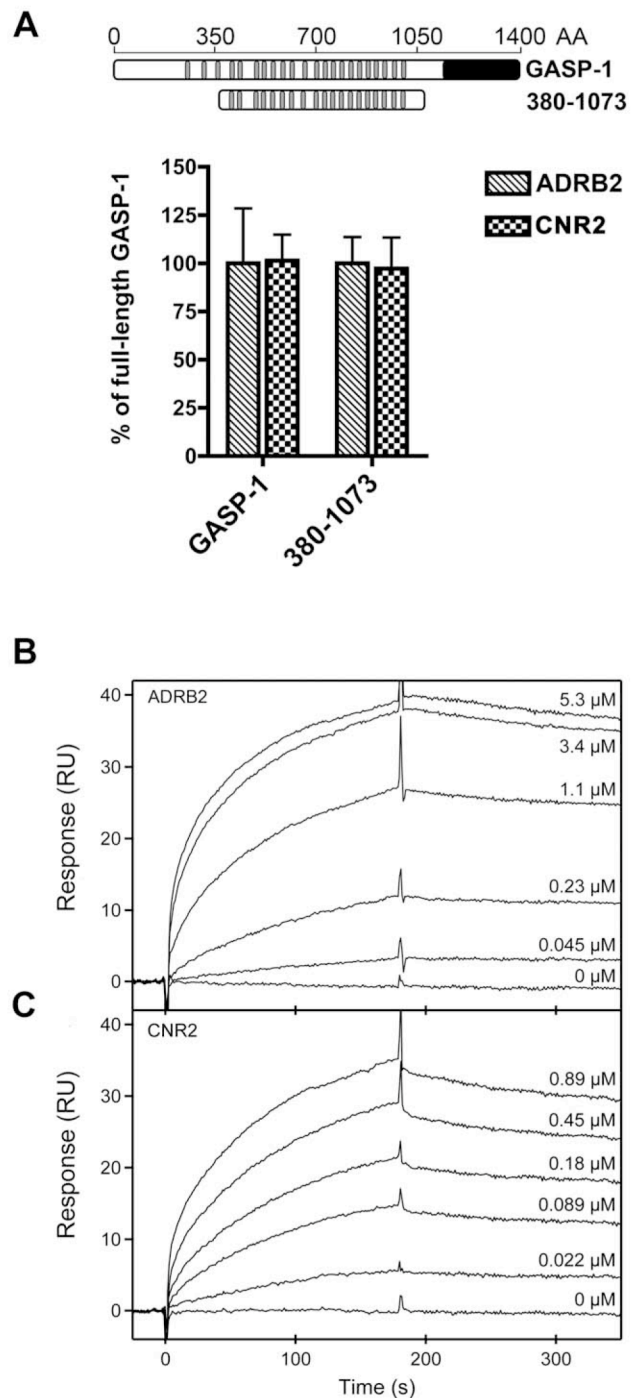 A
0 350 700 1050 1400 AA
GASP-1
380-1073
150
125
100
75
50
25
0
% of full-length GASP-1
ADRB2
CNR2
GASP-1
380-1073
B
ADRB2
40
30
20
10
0
Response (RU)
5.3 µM
3.4 µM
1.1 µM
0.23 µM
0.045 µM
0 µM
C
CNR2
40
30
20
10
0
Response (RU)
0.89 µM
0.45 µM
0.18 µM
0.089 µM
0.022 µM
0 µM
0 100 200 300
Time (s)